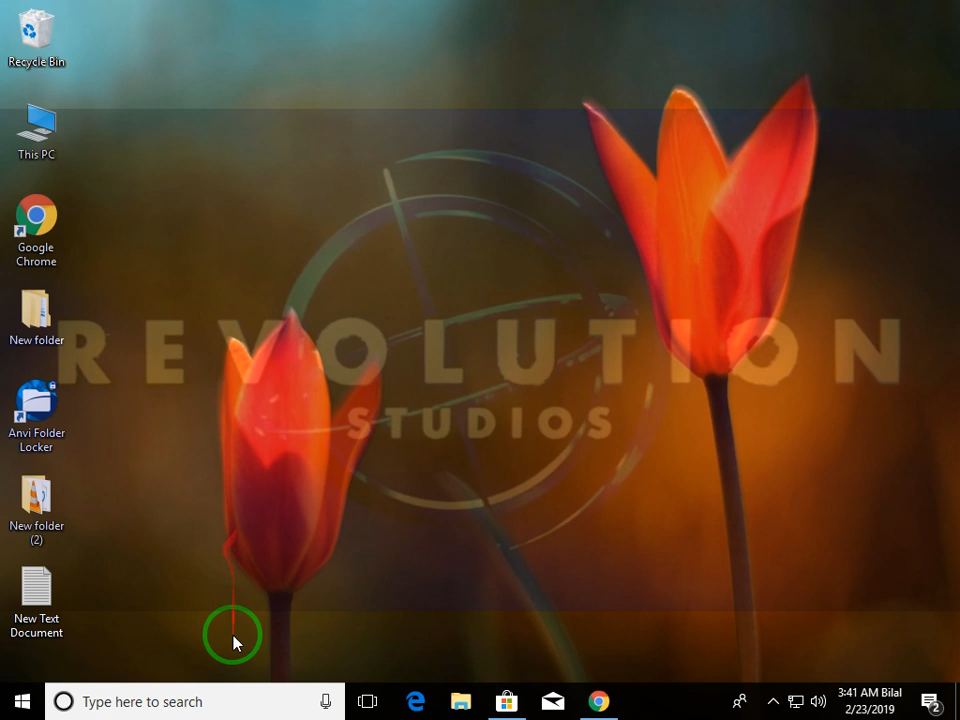 Recycle Bin
This PC
Google
Chrome
New folder
Anvi Folder
Locker
New folder
(2)
New Text
Document
REVOLUTION
STUDIOS
Type here to search
3:41 AM Bilal
2/23/2019
2